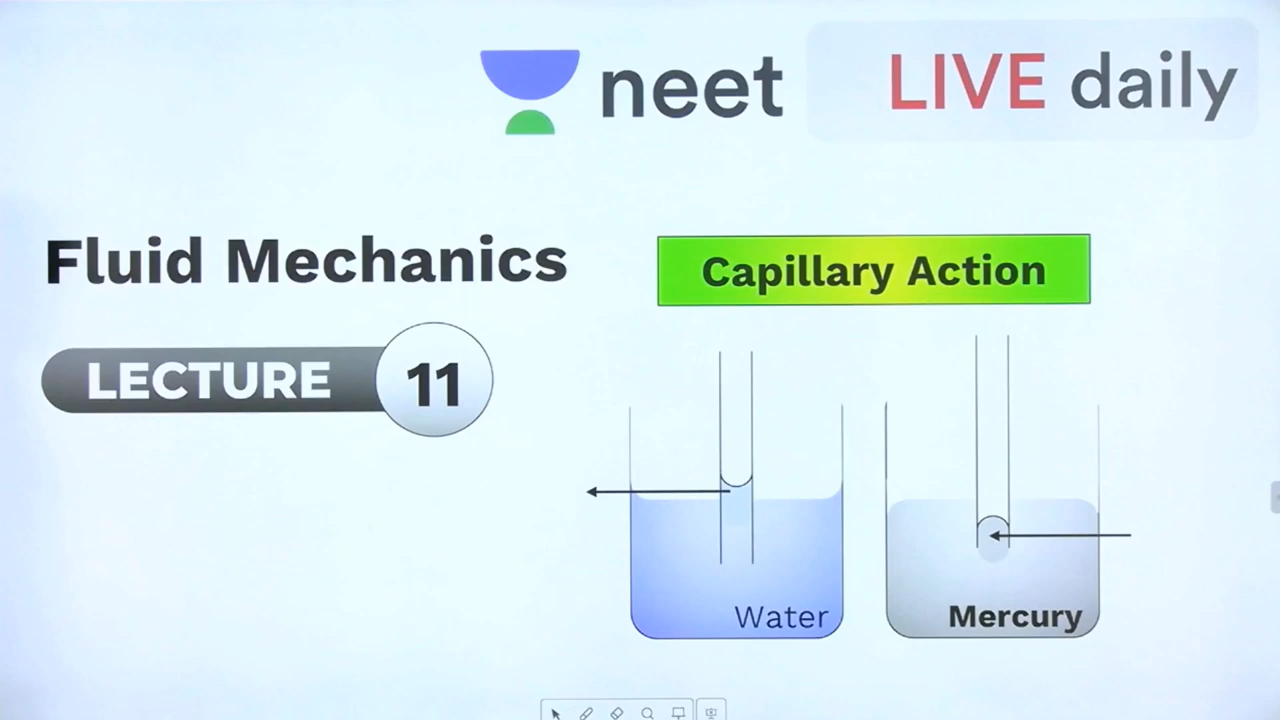 neet
LIVE daily
Fluid Mechanics
Capillary Action
LECTURE 11
Water
Mercury